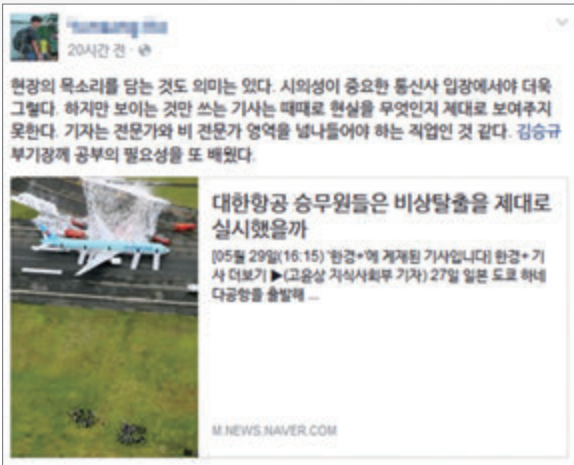 20시간 전 ·
현장의 목소리를 담는 것도 의미는 있다. 시의성이 중요한 통신사 입장에서야 더욱
그렇다. 하지만 보이는 것만 쓰는 기사는 때때로 현실을 무엇인지 제대로 보여주지
못한다. 기자는 전문가와 비 전문가 영역을 넘나들어야 하는 직업인 것 같다. 김승규
부기장께 공부의 필요성을 또 배웠다.
대한항공 승무원들은 비상탈출을 제대로
실시했을까
[05월 29일(16:15) '한경+'에 게재된 기사입니다] 한경+ 기
사 더보기 ▶(고윤상 지식사회부 기자) 27일 일본 도쿄 하네
다공항을 출발해 ...
M.NEWS.NAVER.COM